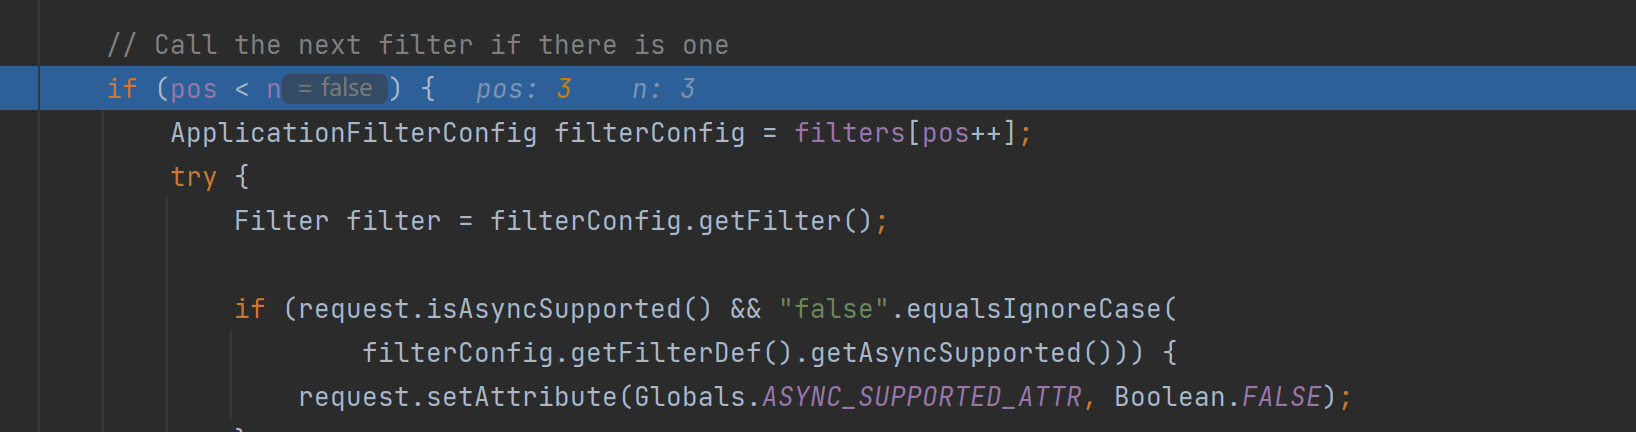 // Call the next filter if there is one
if (pos < n = false ) { pos: 3 n: 3
ApplicationFilterConfig filterConfig = filters[pos++];
try {
Filter filter = filterConfig.getFilter();
if (request.isAsyncSupported() && "false".equalsIgnoreCase(
filterConfig.getFilterDef().getAsyncSupported())) {
request.setAttribute(Globals.ASYNC_SUPPORTED_ATTR, Boolean.FALSE);